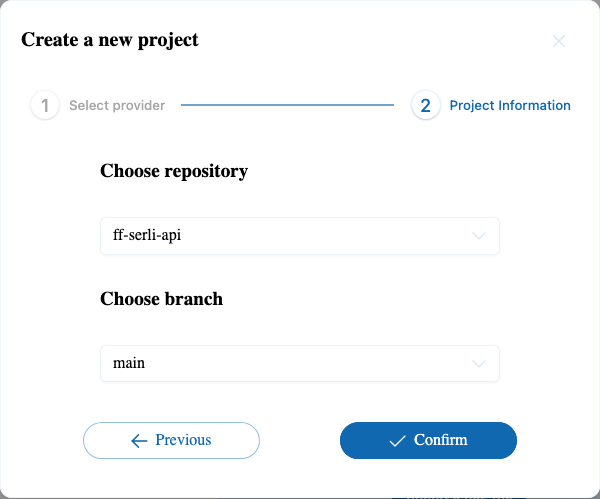 Create a new project
1 Select provider 2 Project Information
Choose repository
ff-serli-api
Choose branch
main
Previous Confirm